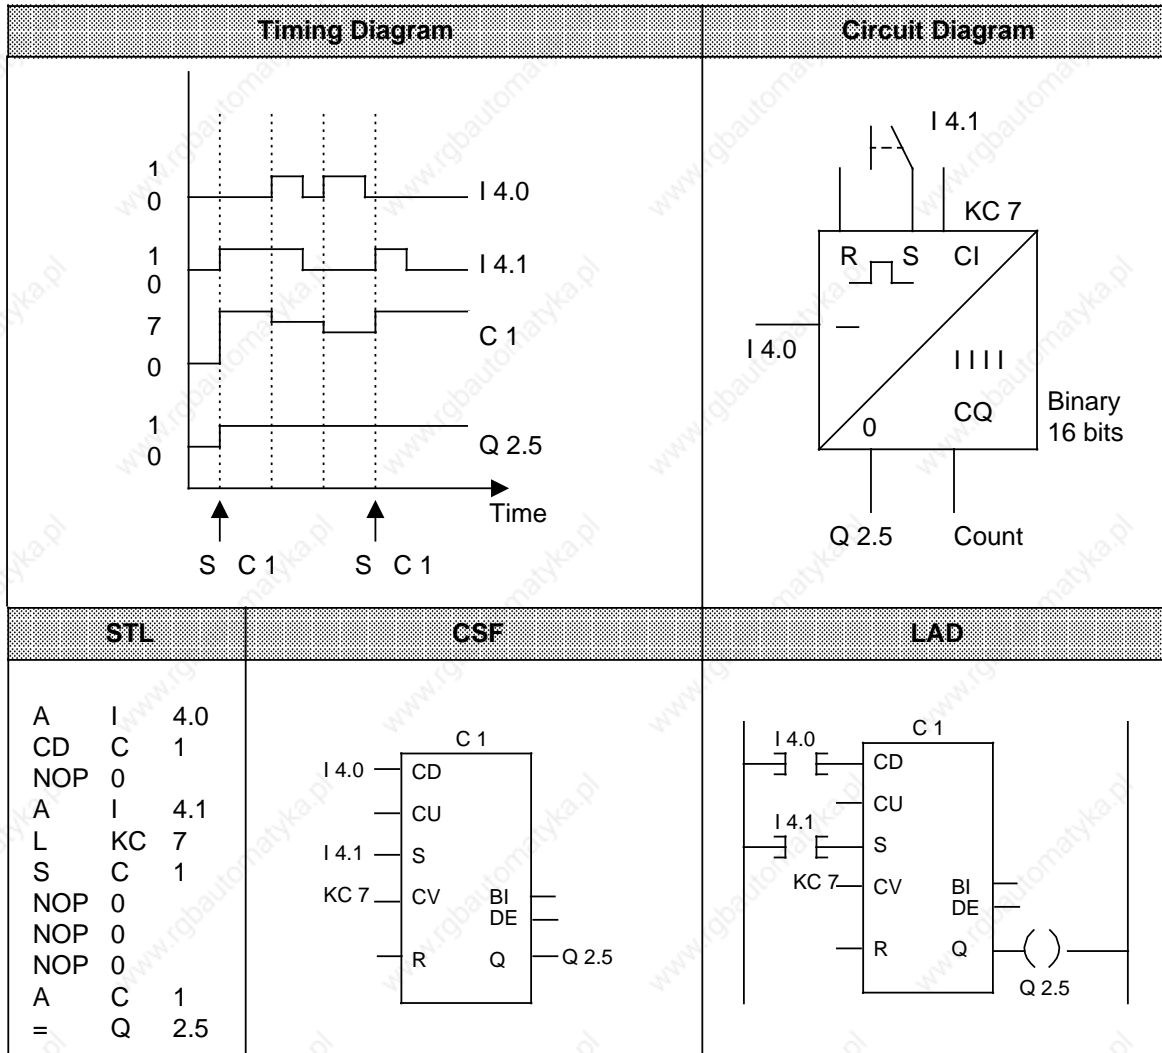 Timing Diagram
Circuit Diagram
1
0
I 4.0
1
0
I 4.1
7
0
C 1
1
0
Q 2.5
Time
S C 1
S C 1
I 4.1
KC 7
R S CI
I 4.0
I I I I
CQ
0
Binary
16 bits
Q 2.5
Count
STL
CSF
LAD
A I 4.0
CD C 1
NOP 0
A I 4.1
L KC 7
S C 1
NOP 0
NOP 0
NOP 0
A C 1
= Q 2.5
C 1
I 4.0
CD
CU
I 4.1
S
KC 7
CV
BI
DE
R
Q
Q 2.5
C 1
I 4.0
CD
CU
I 4.1
S
KC 7
CV
BI
DE
R
Q
Q 2.5
www.rgbautomatyka.pl